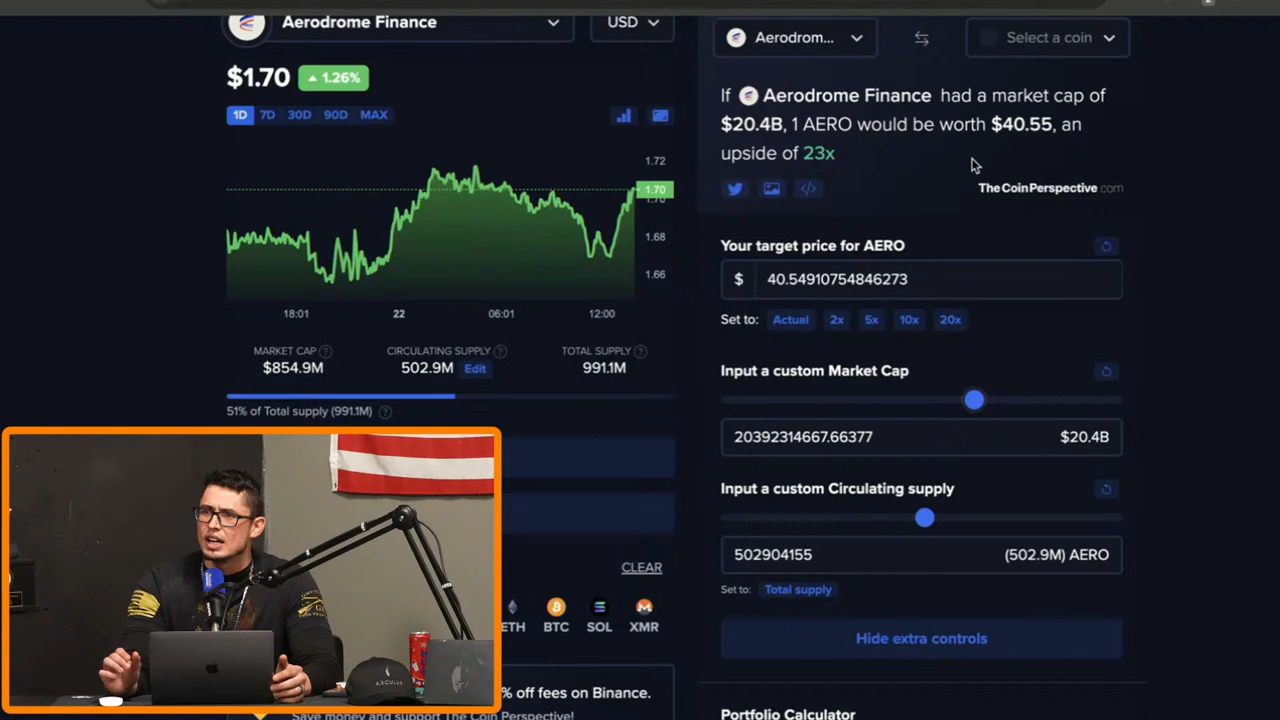 Aerodrome Finance
USD
$1.70
1.26%
1D 7D 30D 90D MAX
1.72
1.70
1.70
1.68
1.66
18:01 22 06:01 12:00
MARKET CAP ? CIRCULATING SUPPLY ? TOTAL SUPPLY ?
$854.9M 502.9M Edit 991.1M
51% of Total supply (991.1M) ?
CLEAR
ETH BTC SOL XMR
% off fees on Binance.
Save money and support The Coin Perspective!
Aerodrom...
Select a coin
If Aerodrome Finance had a market cap of
$20.4B, 1 AERO would be worth $40.55, an
upside of 23x
</>
TheCoinPerspective.com
Your target price for AERO
$ 40.54910754846273
Set to: Actual 2x 5x 10x 20x
Input a custom Market Cap
20392314667.66377 $20.4B
Input a custom Circulating supply
502904155 (502.9M) AERO
Set to: Total supply
Hide extra controls
Portfolio Calculator
ARCULUS